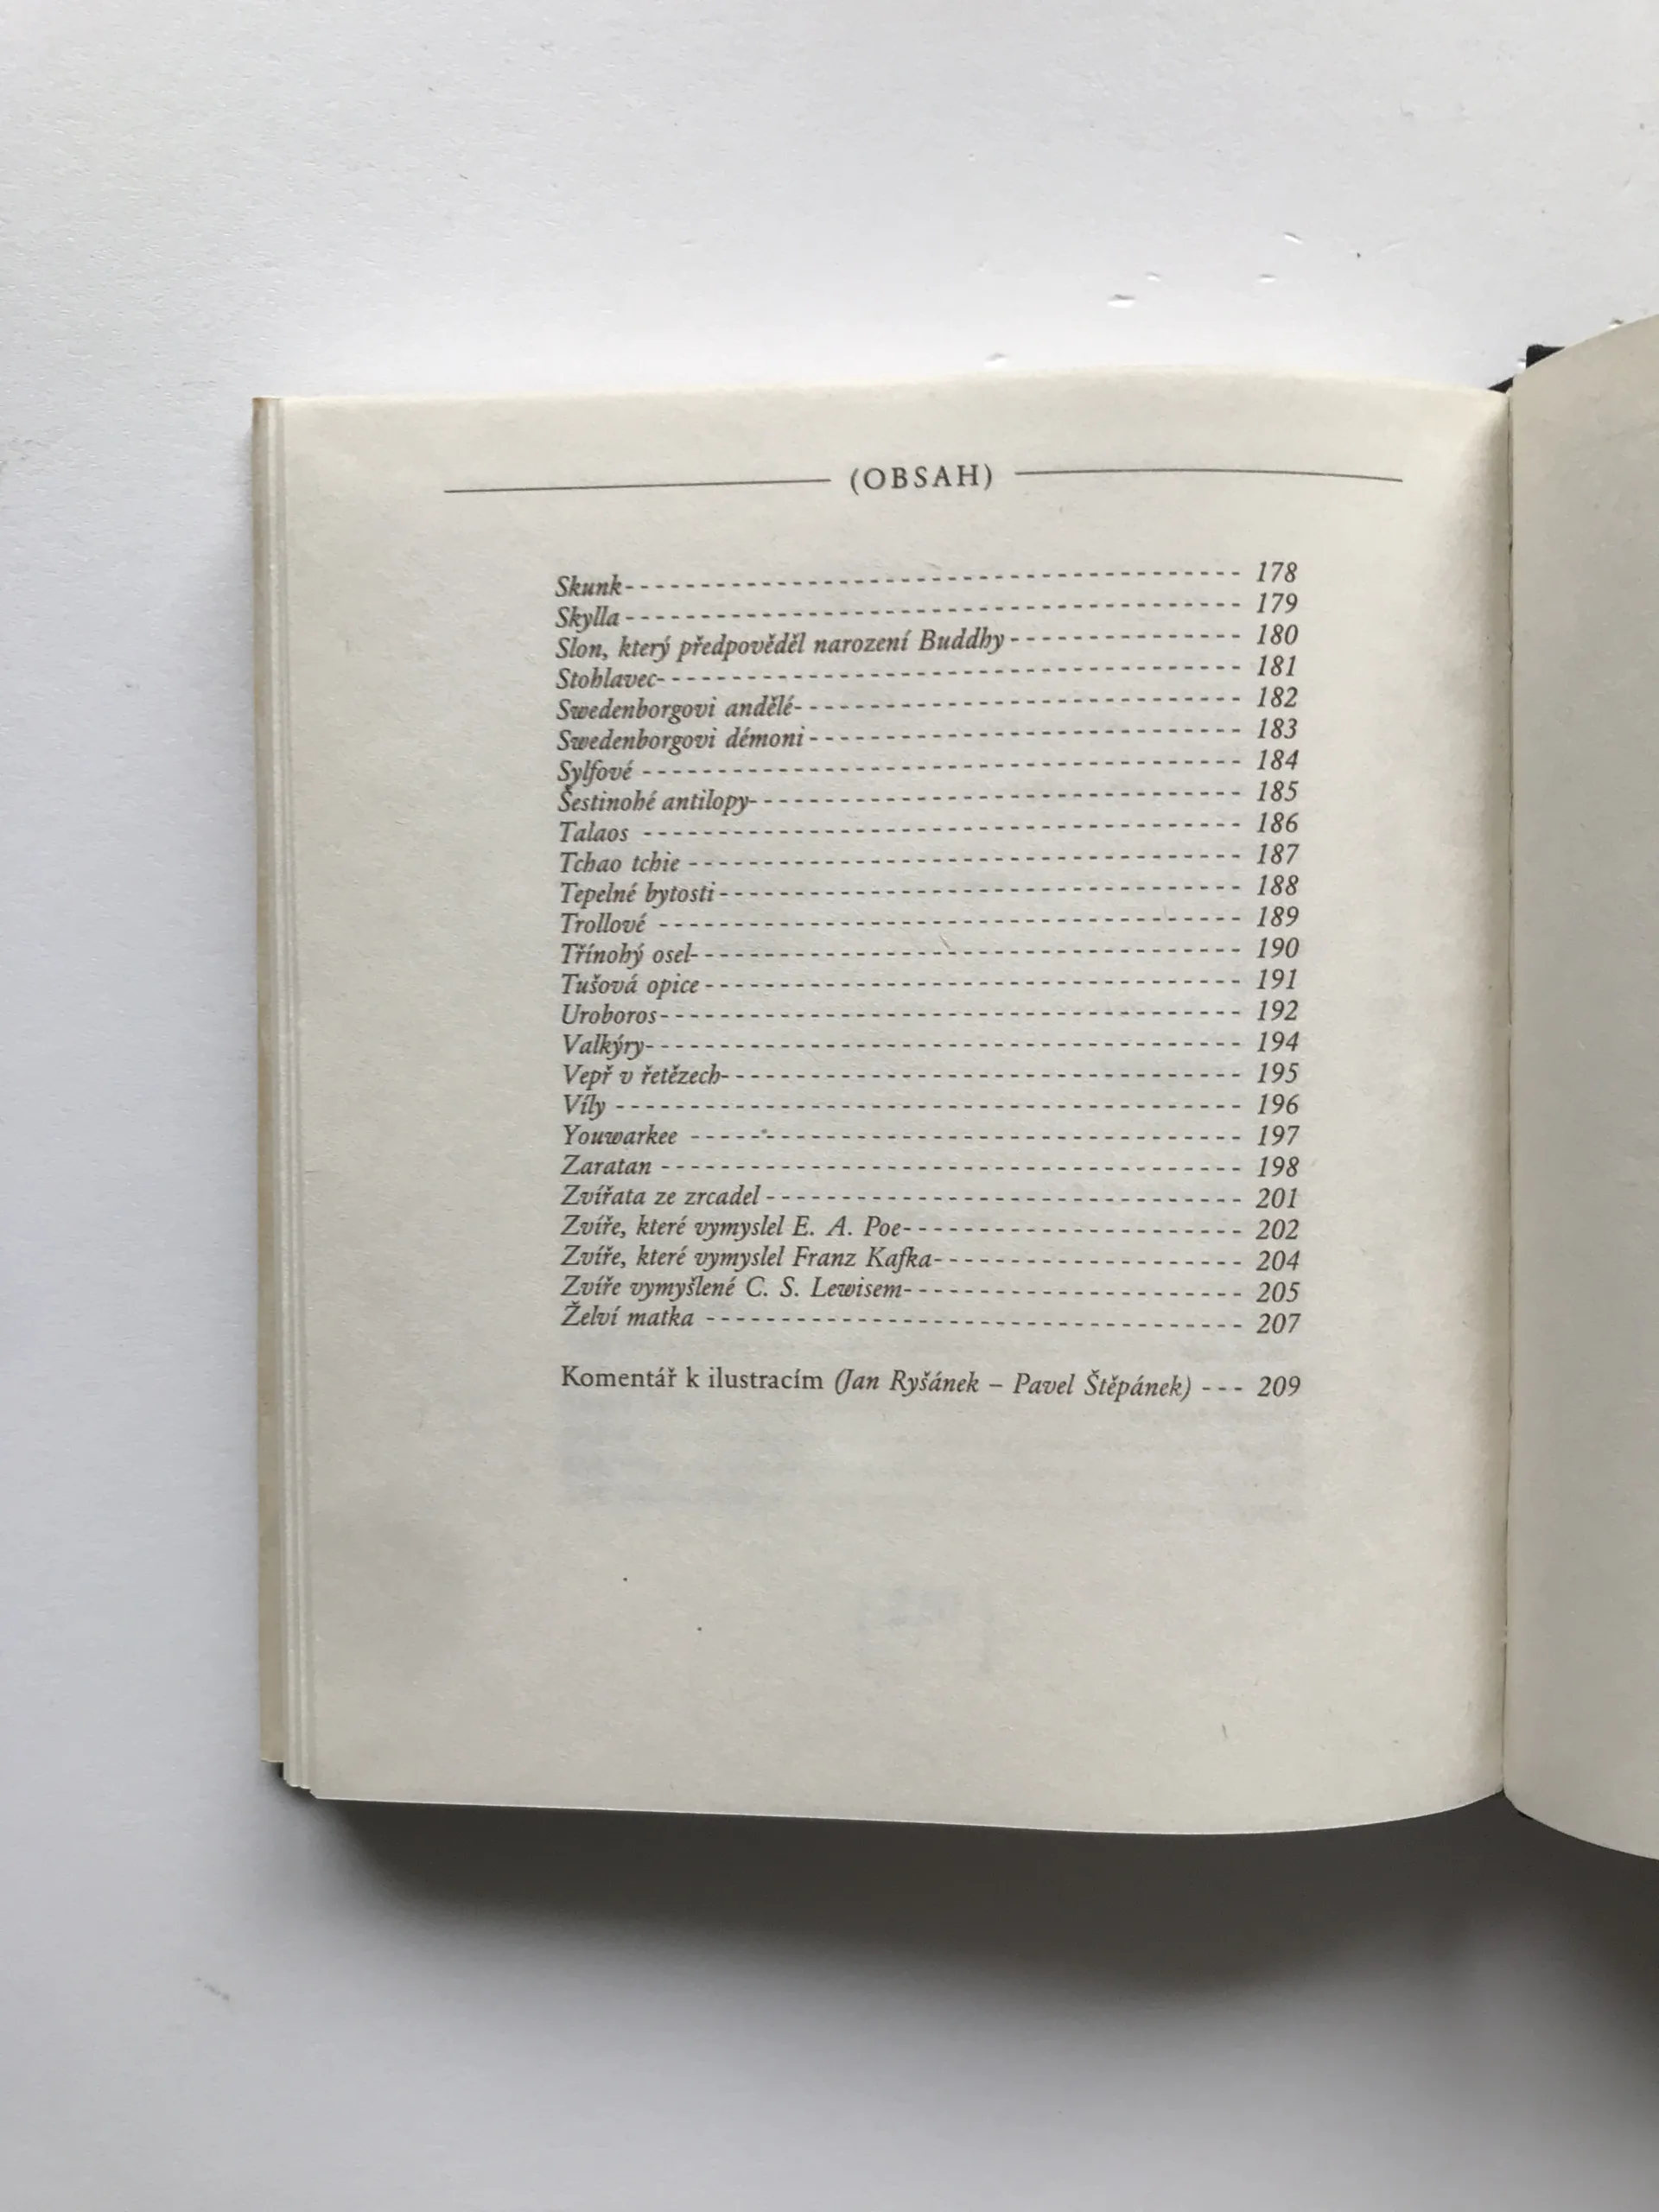 (OBSAH)
Skunk - - - 178
Skylla - - - 179
Slon, který předpověděl narození Buddhy - - - 180
Stohlavec - - - 181
Swedenborgovi andělé - - - 182
Swedenborgovi démoni - - - 183
Sylfové - - - 184
Šestinohé antilopy - - - 185
Talaos - - - 186
Tchao tchie - - - 187
Tepelné bytosti - - - 188
Trollové - - - 189
Třínohý osel - - - 190
Tušová opice - - - 191
Uroboros - - - 192
Valkýry - - - 194
Vepř v řetězech - - - 195
Víly - - - 196
Youwarkee - - - 197
Zaratan - - - 198
Zvířata ze zrcadel - - - 201
Zvíře, které vymyslel E. A. Poe - - - 202
Zvíře, které vymyslel Franz Kafka - - - 204
Zvíře vymyšlené C. S. Lewisem - - - 205
Želví matka - - - 207
Komentář k ilustracím (Jan Ryšánek – Pavel Štěpánek) - - - 209